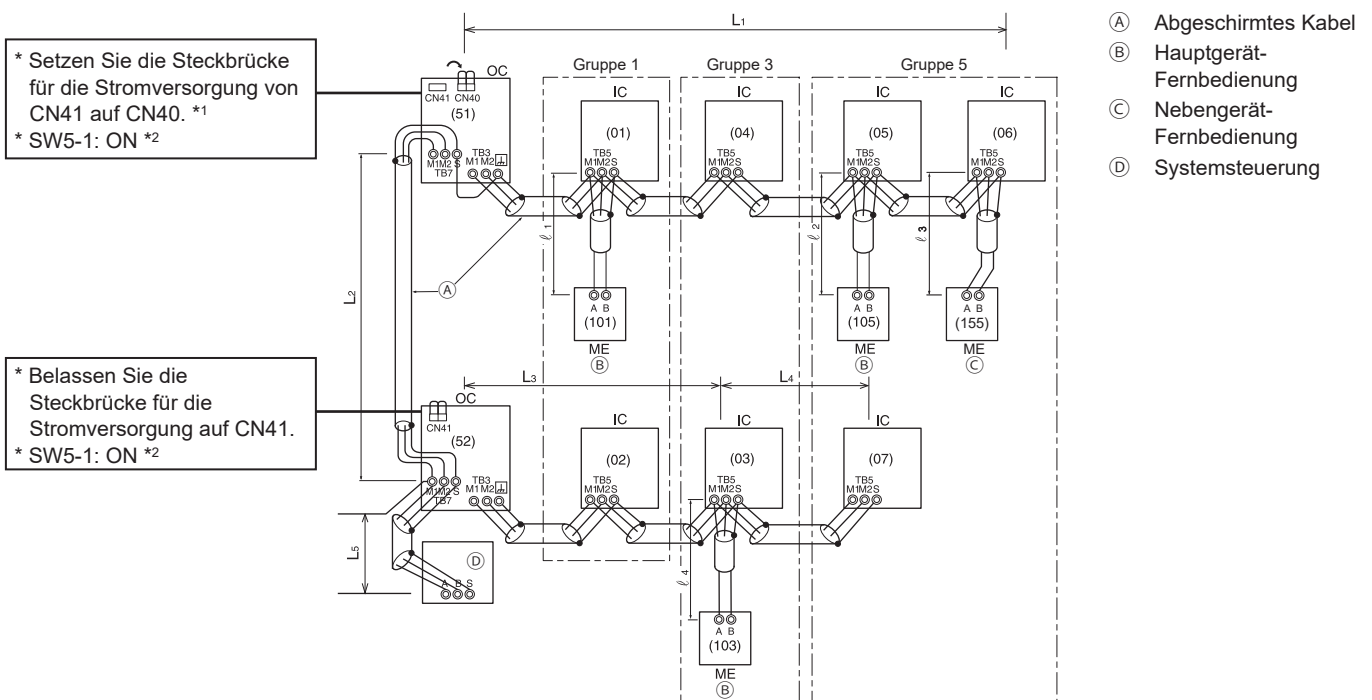 * Setzen Sie die Steckbrücke
für die Stromversorgung von
CN41 auf CN40. *1
* SW5-1: ON *2
L1
OC
CN41 CN40
(51)
TB3
M1 M2
M1M2 S
TB7
Gruppe 1
IC
(01)
TB5
M1M2S
Gruppe 3
IC
(04)
TB5
M1M2S
Gruppe 5
IC
(05)
TB5
M1M2S
IC
(06)
TB5
M1M2S
Ⓐ Abgeschirmtes Kabel
Ⓑ Hauptgerät-
Fernbedienung
Ⓒ Nebengerät-
Fernbedienung
Ⓓ Systemsteuerung
L2
Ⓐ
ℓ 1
A B
(101)
ME
Ⓑ
ℓ 2
A B
(105)
ME
Ⓑ
ℓ 3
A B
(155)
ME
Ⓒ
* Belassen Sie die
Steckbrücke für die
Stromversorgung auf CN41.
* SW5-1: ON *2
L3
L4
OC
CN41
(52)
TB3
M1 M2
M1M2 S
TB7
IC
(02)
TB5
M1M2S
IC
(03)
TB5
M1M2S
IC
(07)
TB5
M1M2S
L5
Ⓓ
A B S
ℓ 4
A B
(103)
ME
Ⓑ